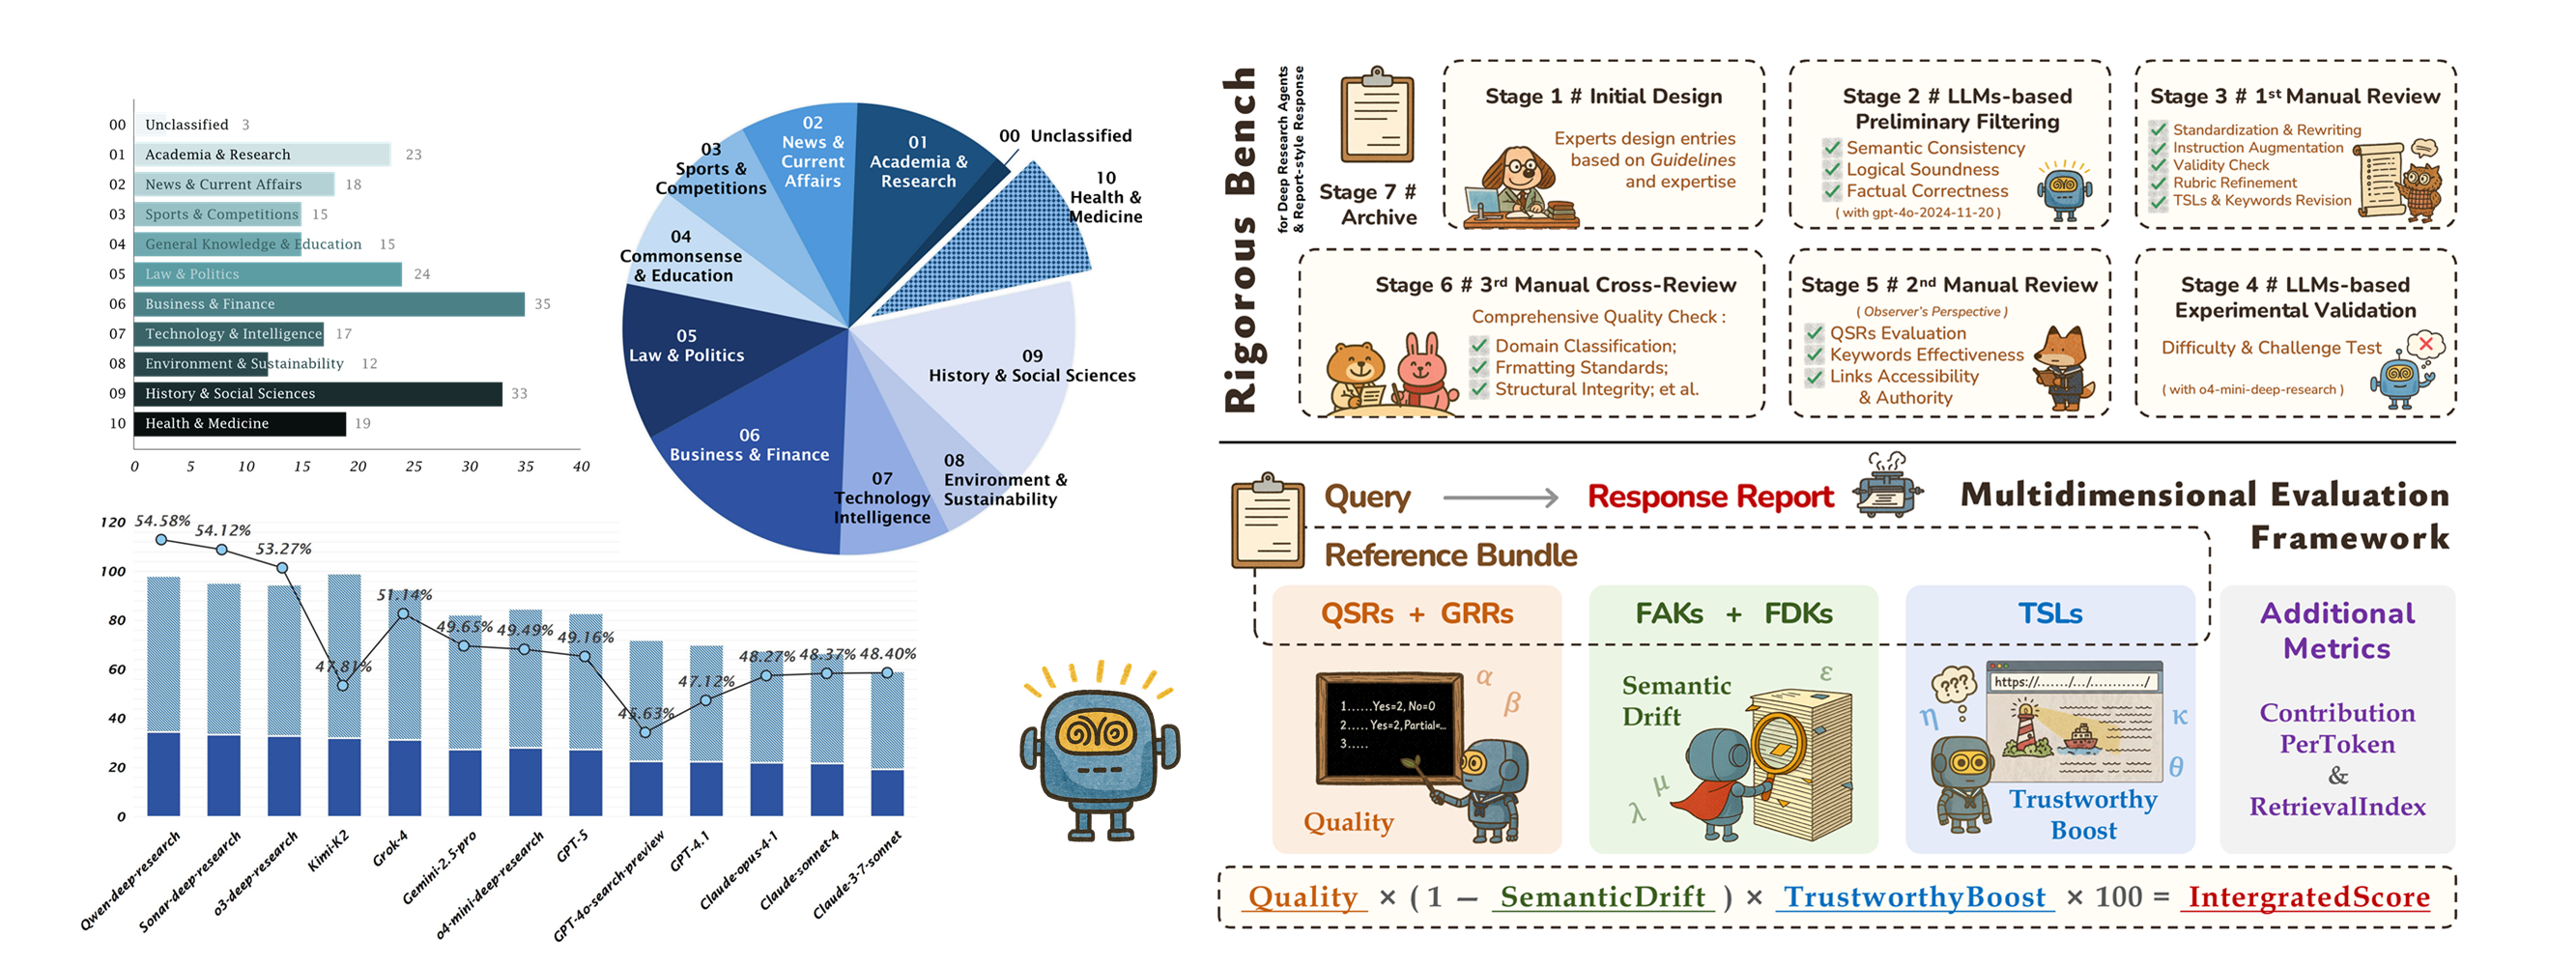 00 Unclassified 3
01 Academia & Research 23
02 News & Current Affairs 18
03 Sports & Competitions 15
04 General Knowledge & Education 15
05 Law & Politics 24
06 Business & Finance 35
07 Technology & Intelligence 17
08 Environment & Sustainability 12
09 History & Social Sciences 33
10 Health & Medicine 19
0 5 10 15 20 25 30 35 40
00 Unclassified
01
Academia &
Research
02
News &
Current
Affairs
03
Sports &
Competitions
04
Commonsense
& Education
05
Law & Politics
06
Business & Finance
07
Technology
Intelligence
08
Environment &
Sustainability
09
History & Social Sciences
10
Health &
Medicine
120
100
80
60
40
20
0
54.58%
54.12%
53.27%
47.81%
51.14%
49.65%
49.49%
49.16%
45.63%
47.12%
48.27%
48.37%
48.40%
Qwen-deep-research
Sonar-deep-research
o3-deep-research
Kimi-K2
Grok-4
Gemini-2.5-pro
o4-mini-deep-research
GPT-5
GPT-4o-search-preview
GPT-4.1
Claude-opus-4-1
Claude-sonnet-4
Claude-3-7-sonnet
Rigorous Bench
for Deep Research Agents
& Report-style Response
Stage 7 #
Archive
Stage 1 # Initial Design
Experts design entries
based on Guidelines
and expertise
Stage 2 # LLMs-based
Preliminary Filtering
Semantic Consistency
Logical Soundness
Factual Correctness
( with gpt-4o-2024-11-20 )
Stage 3 # 1st Manual Review
Standardization & Rewriting
Instruction Augmentation
Validity Check
Rubric Refinement
TSLs & Keywords Revision
Stage 6 # 3rd Manual Cross-Review
Comprehensive Quality Check :
Domain Classification;
Frmatting Standards;
Structural Integrity; et al.
Stage 5 # 2nd Manual Review
( Observer's Perspective )
QSRs Evaluation
Keywords Effectiveness
Links Accessibility
& Authority
Stage 4 # LLMs-based
Experimental Validation
Difficulty & Challenge Test
( with o4-mini-deep-research )
Query
Response Report
Multidimensional Evaluation
Framework
Reference Bundle
QSRs + GRRs
1......Yes=2, No=0
2.....Yes=2,Partial=...
3.....
α
β
Quality
FAKs + FDKs
Semantic
Drift
ε
μ
λ
TSLs
???
https://......./.../.........../
η
κ
θ
Trustworthy
Boost
Additional
Metrics
Contribution
PerToken
&
RetrievalIndex
Quality × ( 1 − SemanticDrift ) × TrustworthyBoost × 100 = IntergratedScore